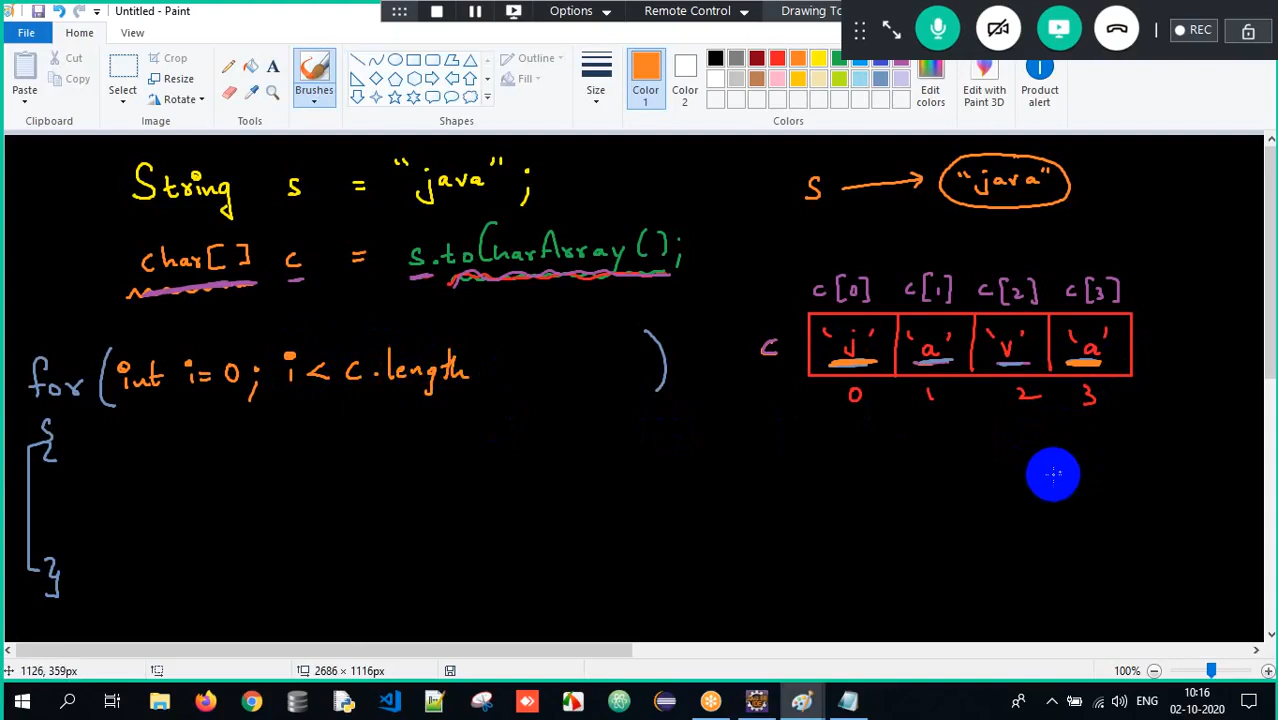 Untitled - Paint
Options
Remote Control
Drawing To
REC
File
Home
View
Paste
Cut
Copy
Clipboard
Select
Crop
Resize
Rotate
Image
A
Tools
Brushes
Shapes
Outline
Fill
Size
Color 1
Color 2
Colors
Edit colors
Edit with Paint 3D
Product alert
String s = "java";
s
"java"
char[] c = s.toCharArray();
c[0] c[1] c[2] c[3]
c 'j' 'a' 'v' 'a'
0 1 2 3
for(int i=0; i < c.length )
{
}
1126, 359px
2686 × 1116px
100%
ENG
10:16
02-10-2020